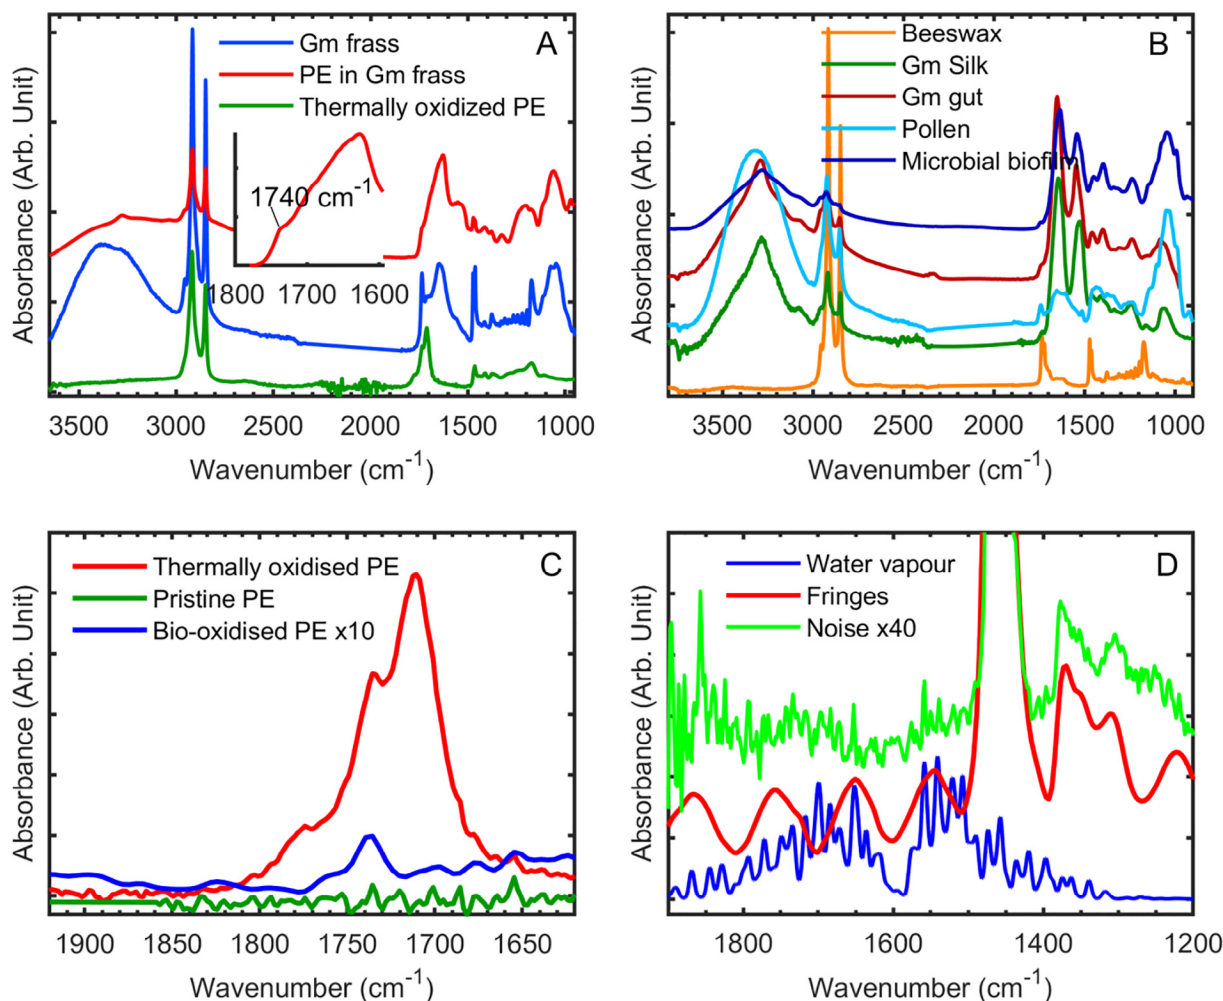 A
Gm frass
PE in Gm frass
Thermally oxidized PE
1740 cm-1
1800 1700 1600
Absorbance (Arb. Unit)
3500 3000 2500 2000 1500 1000
Wavenumber (cm-1)
B
Beeswax
Gm Silk
Gm gut
Pollen
Microbial biofilm
Absorbance (Arb. Unit)
3500 3000 2500 2000 1500 1000
Wavenumber (cm-1)
C
Thermally oxidised PE
Pristine PE
Bio-oxidised PE x10
Absorbance (Arb. Unit)
1900 1850 1800 1750 1700 1650
Wavenumber (cm-1)
D
Water vapour
Fringes
Noise x40
Absorbance (Arb. Unit)
1800 1600 1400 1200
Wavenumber (cm-1)